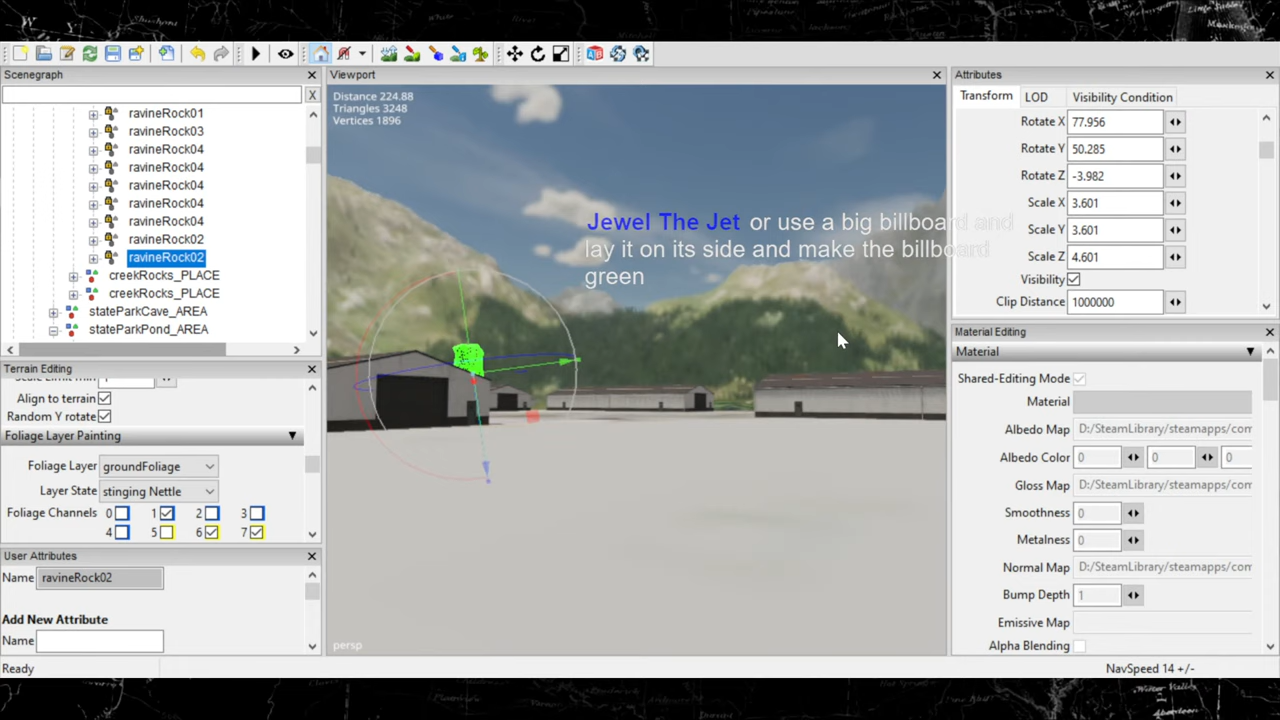 Scenegraph
X
ravineRock01
ravineRock03
ravineRock04
ravineRock04
ravineRock04
ravineRock04
ravineRock04
ravineRock02
ravineRock02
creekRocks_PLACE
creekRocks_PLACE
stateParkCave_AREA
stateParkPond_AREA
Terrain Editing
Align to terrain
Random Y rotate
Foliage Layer Painting
Foliage Layer groundFoliage
Layer State stinging Nettle
Foliage Channels 0 1 2 3
4 5 6 7
User Attributes
Name ravineRock02
Add New Attribute
Name
Ready
Viewport
Distance 224.88
Triangles 3248
Vertices 1896
Jewel The Jet or use a big billboard and
lay it on its side and make the billboard
green
persp
Attributes
Transform LOD Visibility Condition
Rotate X 77.956
Rotate Y 50.285
Rotate Z -3.982
Scale X 3.601
Scale Y 3.601
Scale Z 4.601
Visibility
Clip Distance 1000000
Material Editing
Material
Shared-Editing Mode
Material
Albedo Map D:/SteamLibrary/steamapps/com
Albedo Color 0 0 0
Gloss Map D:/SteamLibrary/steamapps/com
Smoothness 0
Metalness 0
Normal Map D:/SteamLibrary/steamapps/com
Bump Depth 1
Emissive Map
Alpha Blending
NavSpeed 14 +/-